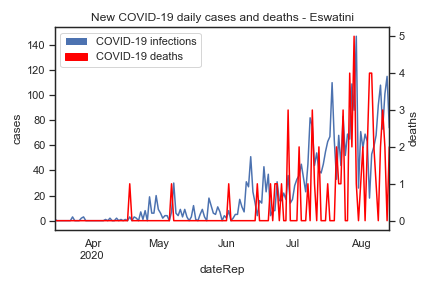 New COVID-19 daily cases and deaths - Eswatini
COVID-19 infections
COVID-19 deaths
140
120
100
80
60
40
20
0
cases
5
4
3
2
1
0
deaths
Apr
2020
May
Jun
Jul
Aug
dateRep